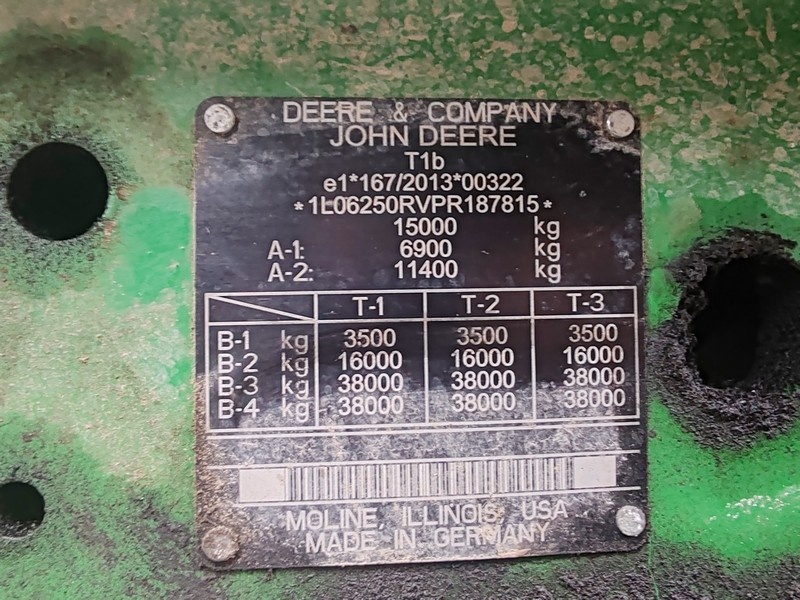 DEERE & COMPANY
JOHN DEERE
T1b
e1*167/2013*00322
*1L06250RVPR187815*
15000 kg
A-1: 6900 kg
A-2: 11400 kg
T-1 T-2 T-3
B-1 kg 3500 3500 3500
B-2 kg 16000 16000 16000
B-3 kg 38000 38000 38000
B-4 kg 38000 38000 38000
MOLINE, ILLINOIS, USA
MADE IN GERMANY